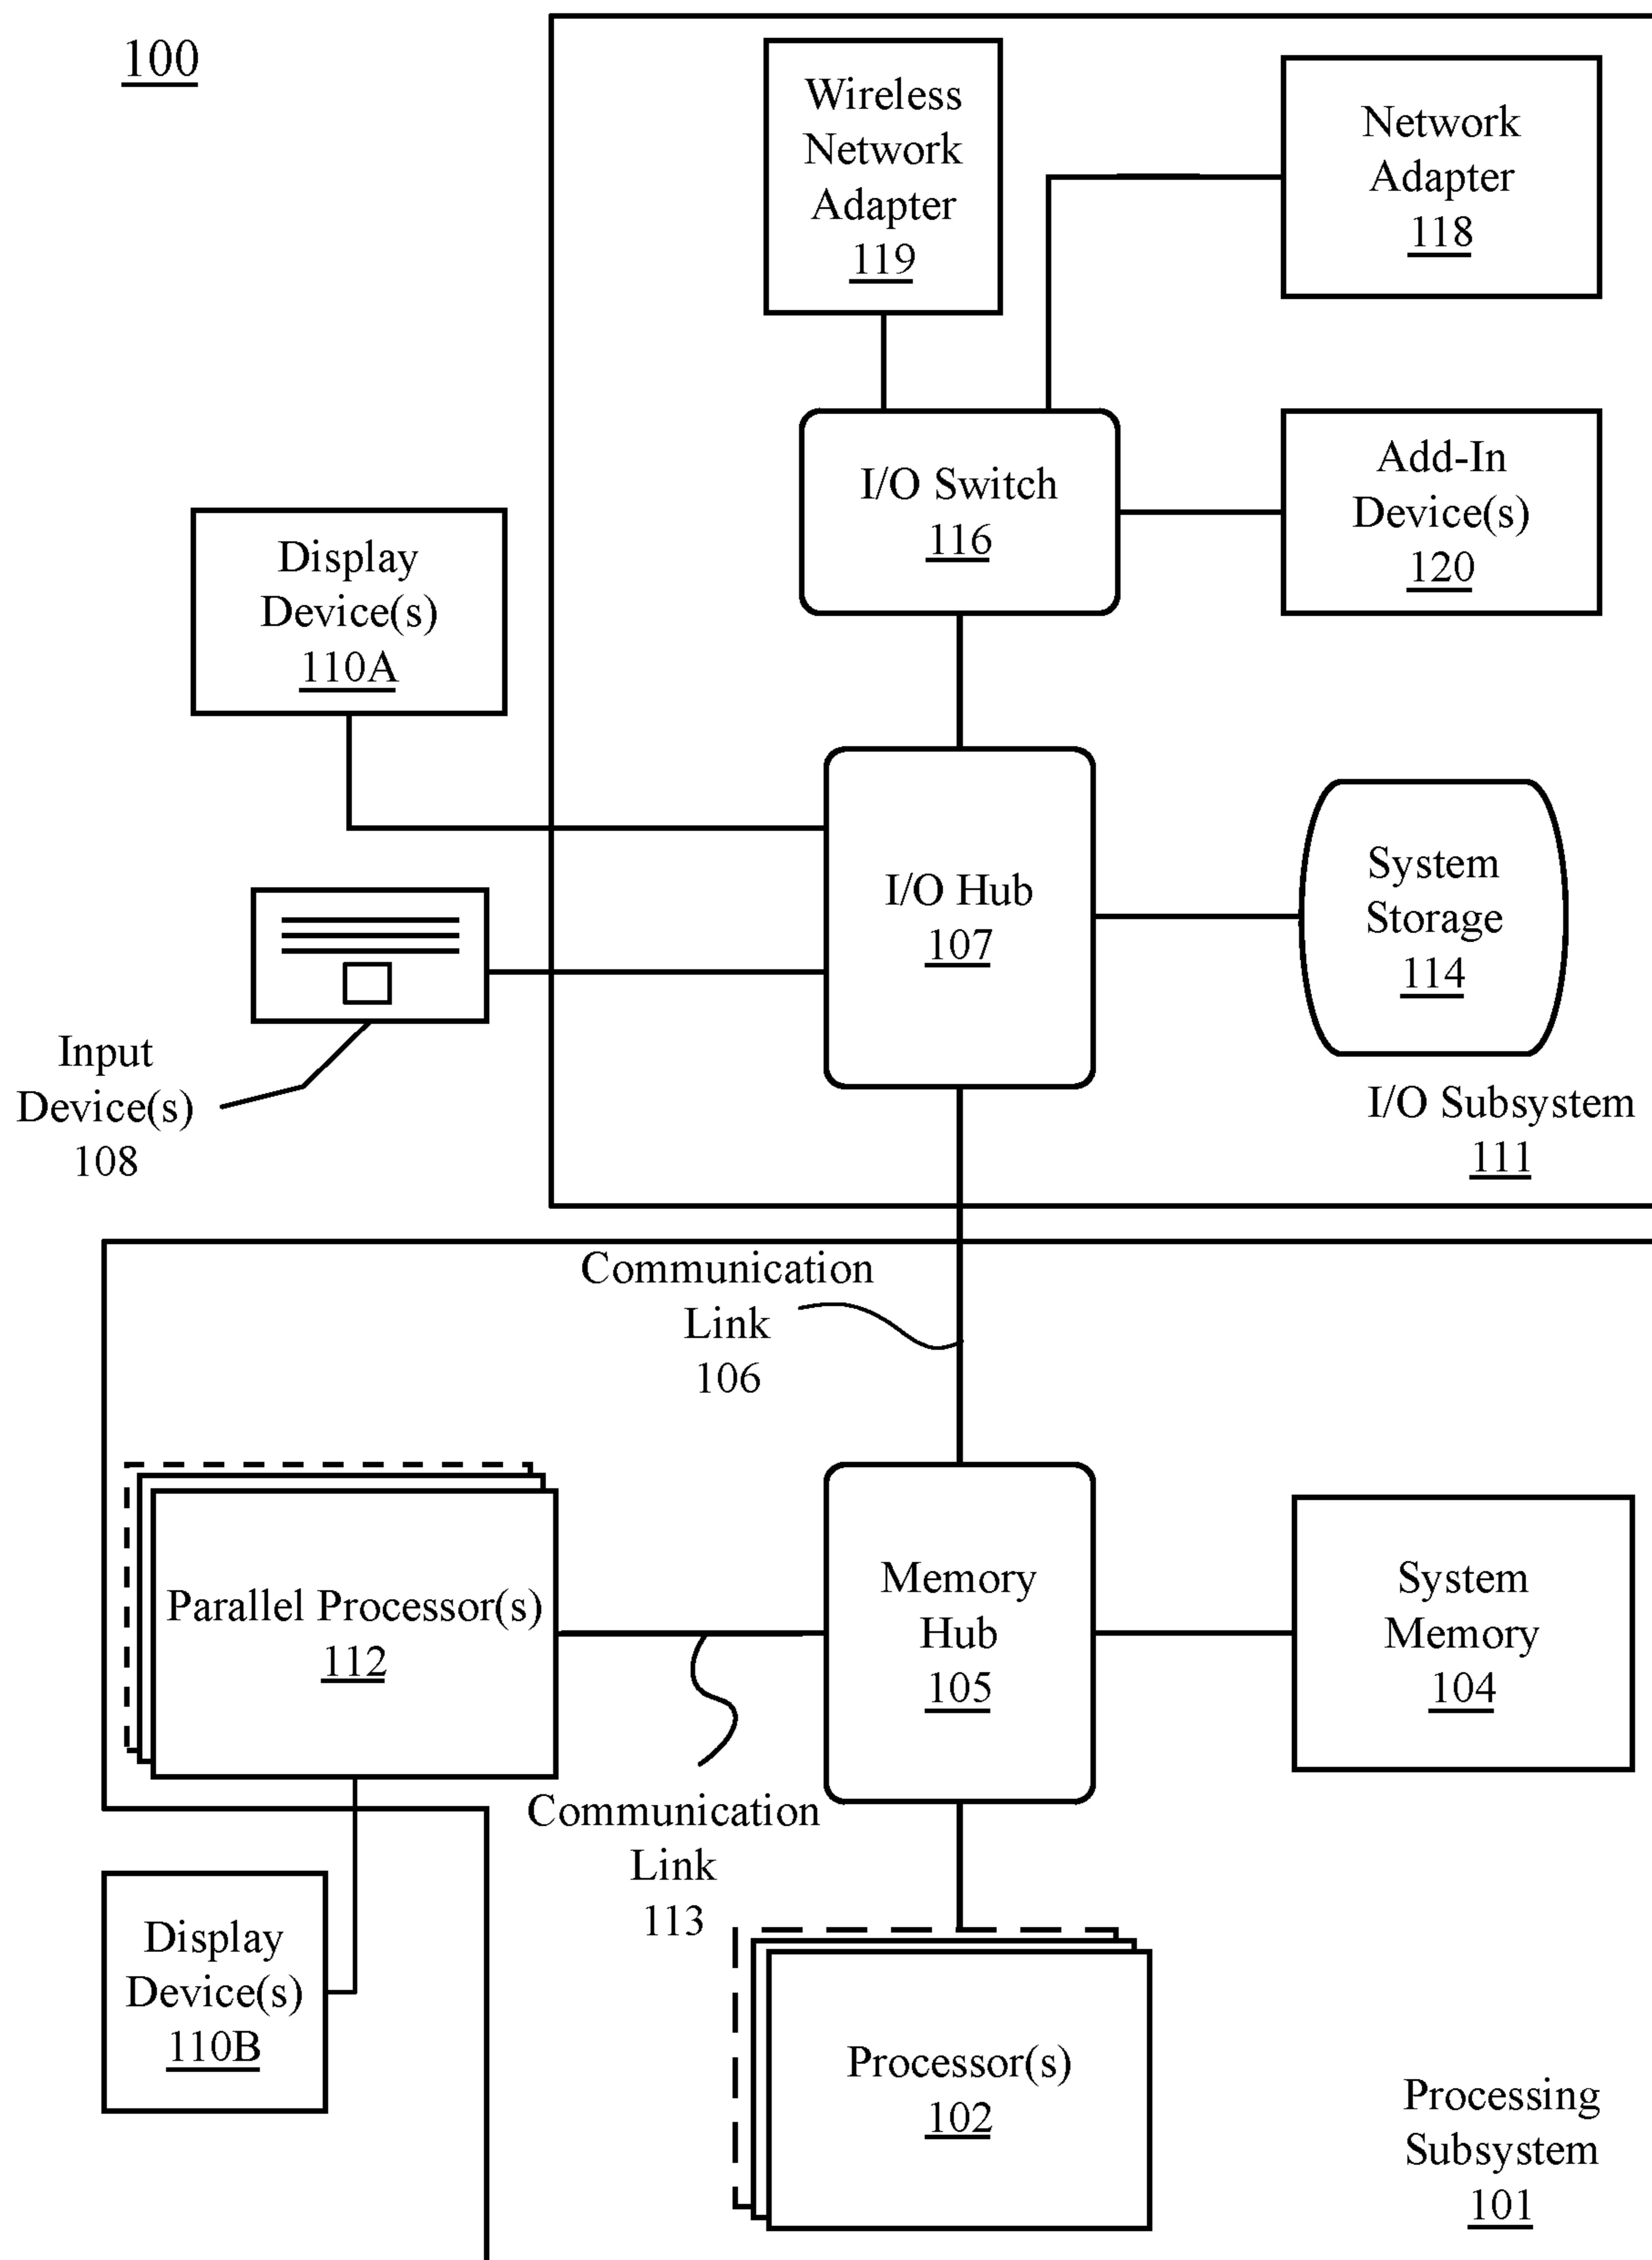 100
Wireless
Network
Adapter
119
Network
Adapter
118
I/O Switch
116
Add-In
Device(s)
120
Display
Device(s)
110A
I/O Hub
107
System
Storage
114
Input
Device(s)
108
I/O Subsystem
111
Communication
Link
106
Parallel Processor(s)
112
Memory
Hub
105
System
Memory
104
Communication
Link
113
Display
Device(s)
110B
Processor(s)
102
Processing
Subsystem
101